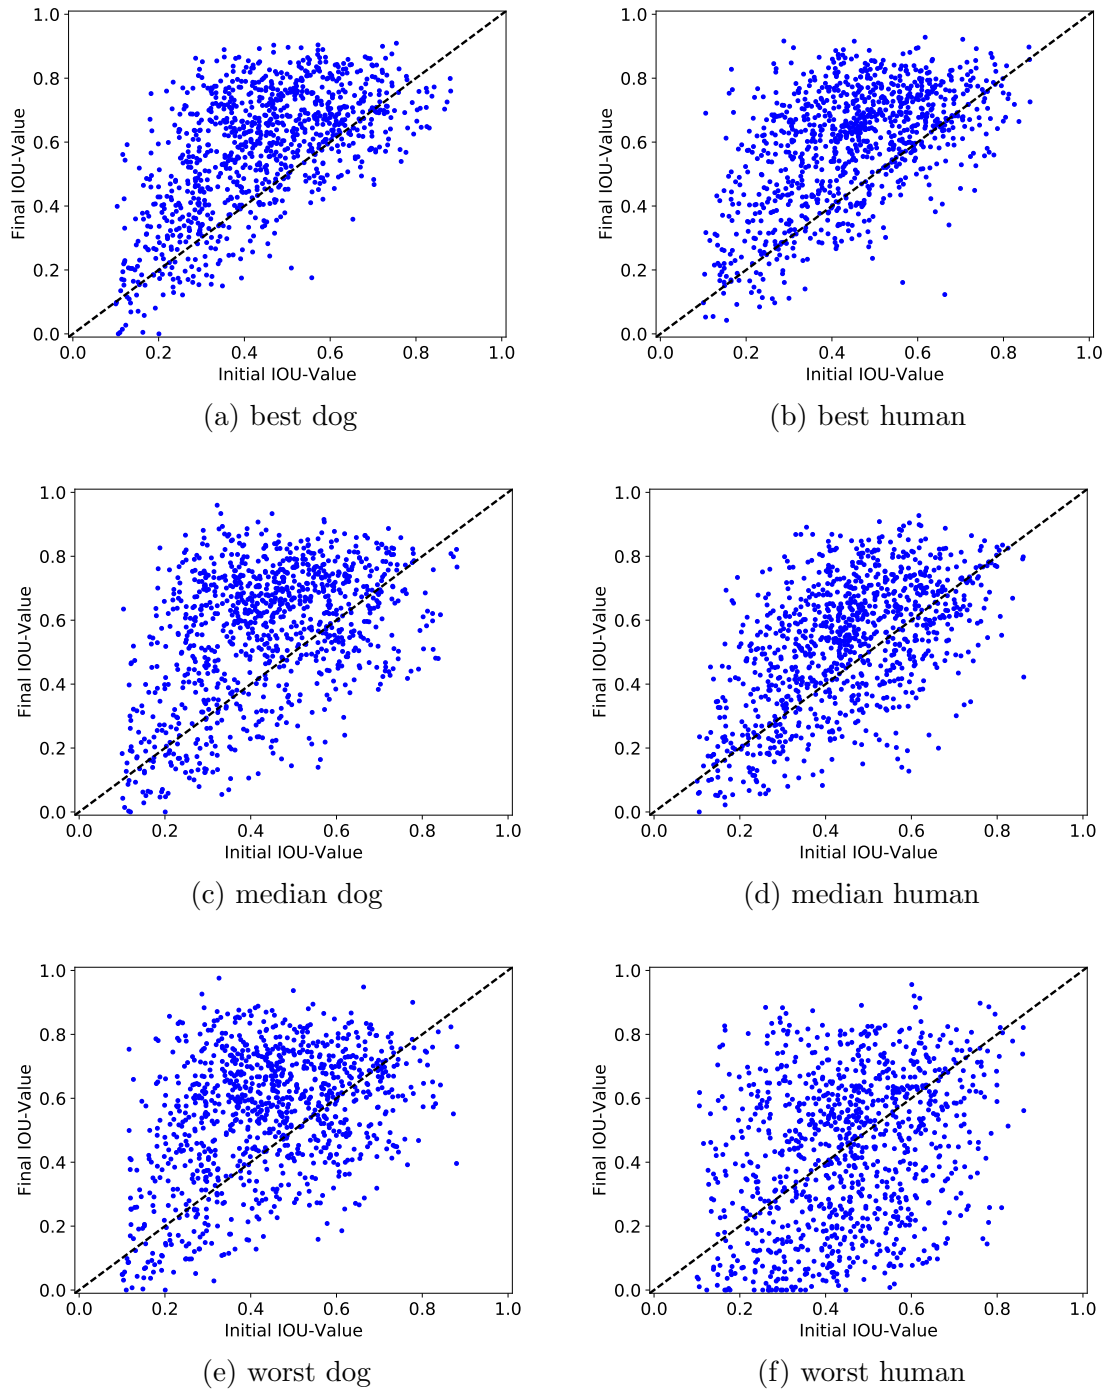 1.0
0.8
0.6
0.4
0.2
0.0
Final IOU-Value
0.0 0.2 0.4 0.6 0.8 1.0
Initial IOU-Value
(a) best dog
1.0
0.8
0.6
0.4
0.2
0.0
Final IOU-Value
0.0 0.2 0.4 0.6 0.8 1.0
Initial IOU-Value
(b) best human
1.0
0.8
0.6
0.4
0.2
0.0
Final IOU-Value
0.0 0.2 0.4 0.6 0.8 1.0
Initial IOU-Value
(c) median dog
1.0
0.8
0.6
0.4
0.2
0.0
Final IOU-Value
0.0 0.2 0.4 0.6 0.8 1.0
Initial IOU-Value
(d) median human
1.0
0.8
0.6
0.4
0.2
0.0
Final IOU-Value
0.0 0.2 0.4 0.6 0.8 1.0
Initial IOU-Value
(e) worst dog
1.0
0.8
0.6
0.4
0.2
0.0
Final IOU-Value
0.0 0.2 0.4 0.6 0.8 1.0
Initial IOU-Value
(f) worst human